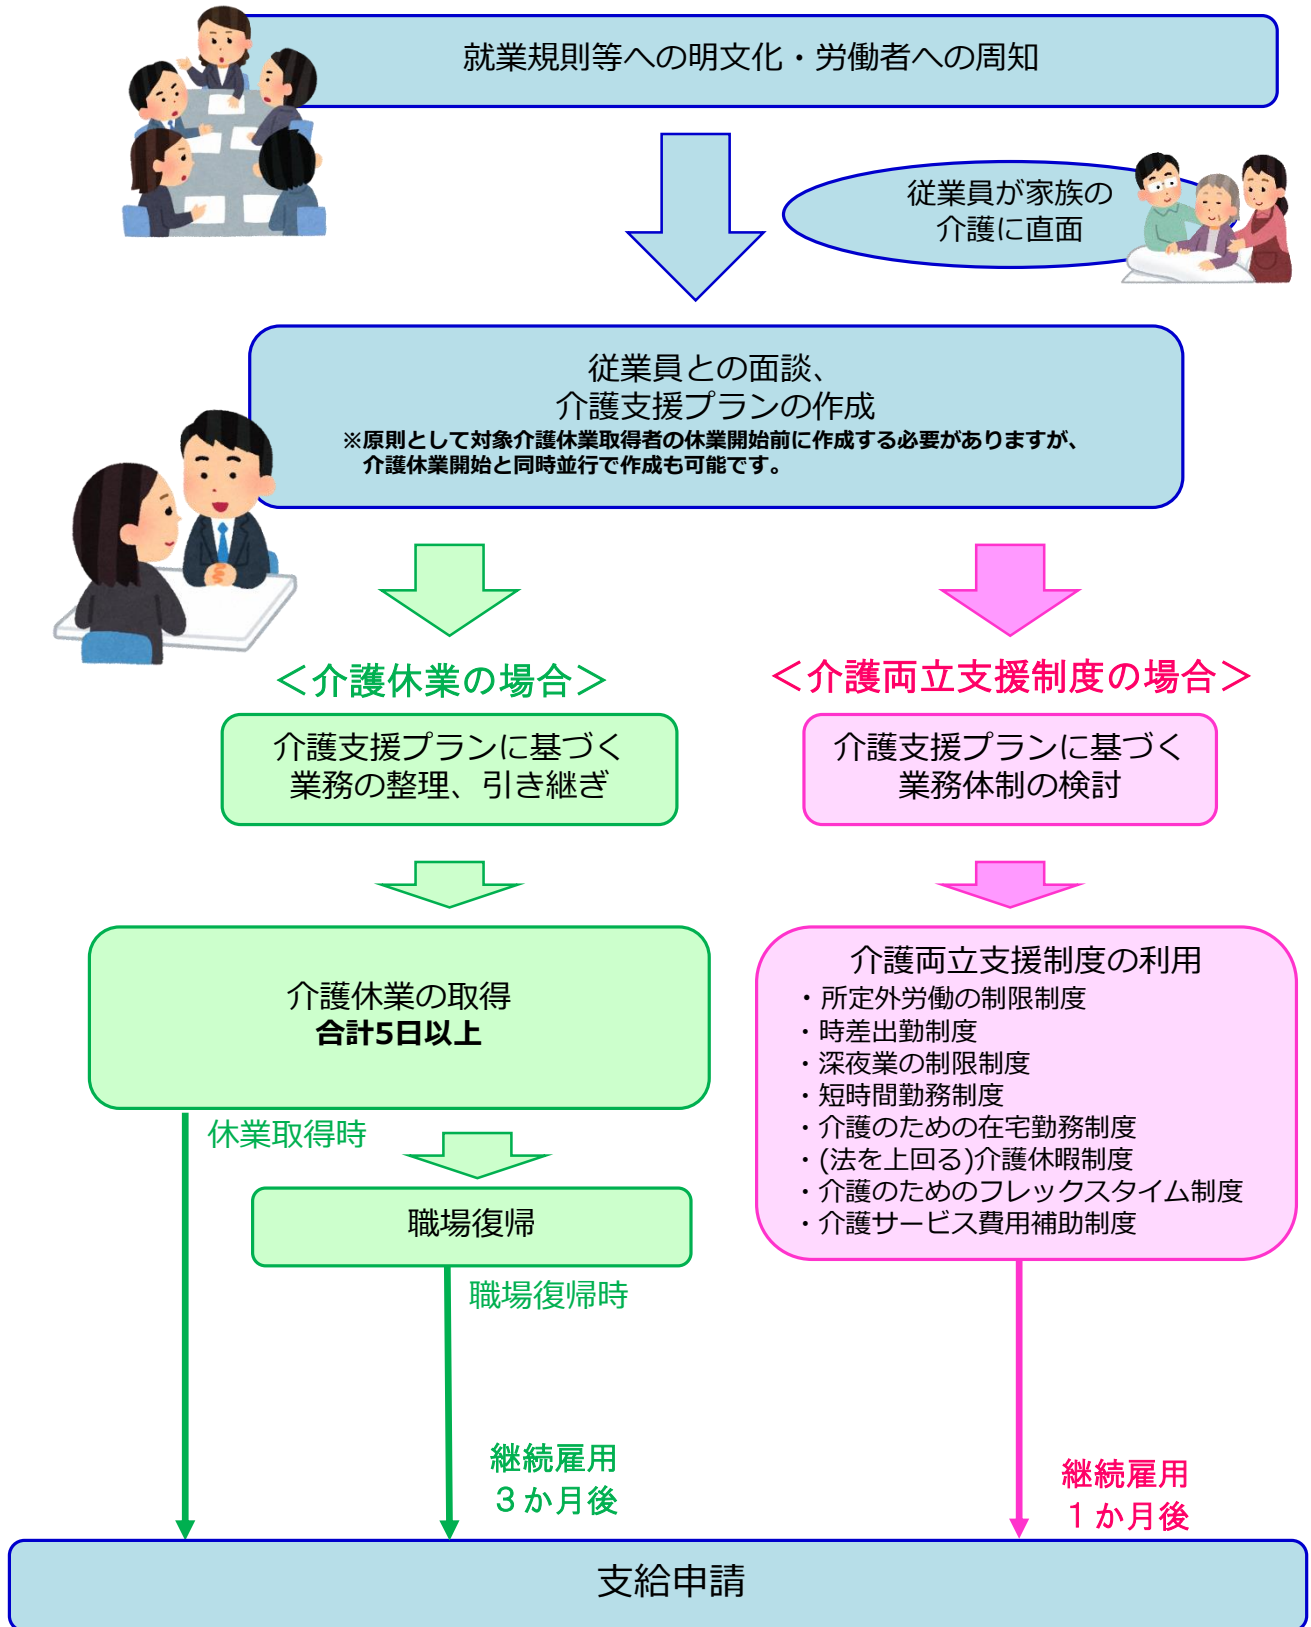 就業規則等への明文化・労働者への周知
従業員が家族の
介護に直面
従業員との面談、
介護支援プランの作成
※原則として対象介護休業取得者の休業開始前に作成する必要がありますが、
介護休業開始と同時並行で作成も可能です。
＜介護休業の場合＞
介護支援プランに基づく
業務の整理、引き継ぎ
介護休業の取得
合計5日以上
休業取得時
職場復帰
職場復帰時
継続雇用
３か月後
＜介護両立支援制度の場合＞
介護支援プランに基づく
業務体制の検討
介護両立支援制度の利用
・所定外労働の制限制度
・時差出勤制度
・深夜業の制限制度
・短時間勤務制度
・介護のための在宅勤務制度
・(法を上回る)介護休暇制度
・介護のためのフレックスタイム制度
・介護サービス費用補助制度
継続雇用
１か月後
支給申請